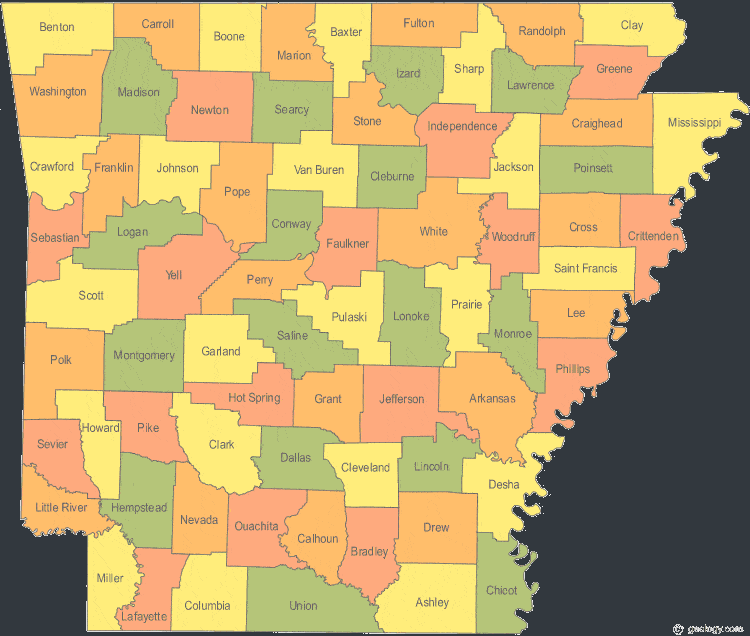 Benton
Carroll
Boone
Marion
Baxter
Fulton
Randolph
Clay
Washington
Madison
Newton
Searcy
Izard
Sharp
Lawrence
Greene
Stone
Independence
Craighead
Mississippi
Crawford
Franklin
Johnson
Pope
Van Buren
Cleburne
Jackson
Poinsett
Sebastian
Logan
Conway
Faulkner
White
Woodruff
Cross
Crittenden
Yell
Scott
Perry
Saint Francis
Pulaski
Lonoke
Prairie
Monroe
Lee
Polk
Montgomery
Garland
Saline
Phillips
Hot Spring
Grant
Jefferson
Arkansas
Howard
Pike
Sevier
Clark
Dallas
Cleveland
Lincoln
Desha
Little River
Hempstead
Nevada
Ouachita
Calhoun
Bradley
Drew
Miller
Lafayette
Columbia
Union
Ashley
Chicot
© geology.com